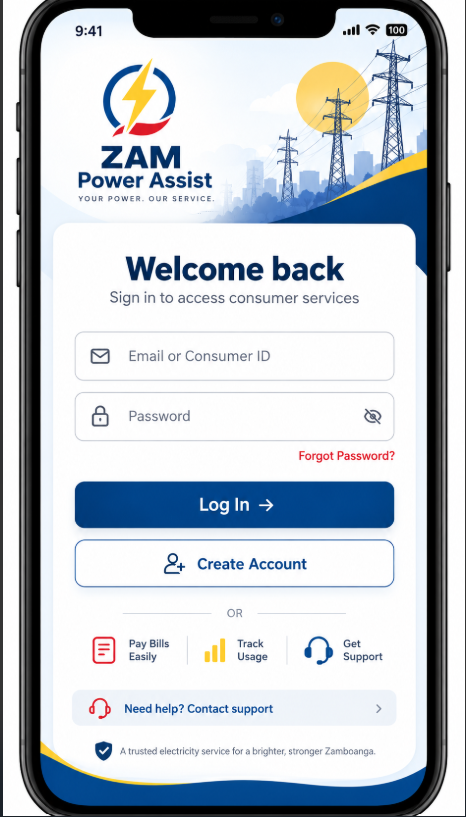 9:41
100
ZAM
Power Assist
YOUR POWER. OUR SERVICE.
Welcome back
Sign in to access consumer services
Email or Consumer ID
Password
Forgot Password?
Log In →
Create Account
OR
Pay Bills
Easily
Track
Usage
Get
Support
Need help? Contact support
A trusted electricity service for a brighter, stronger Zamboanga.